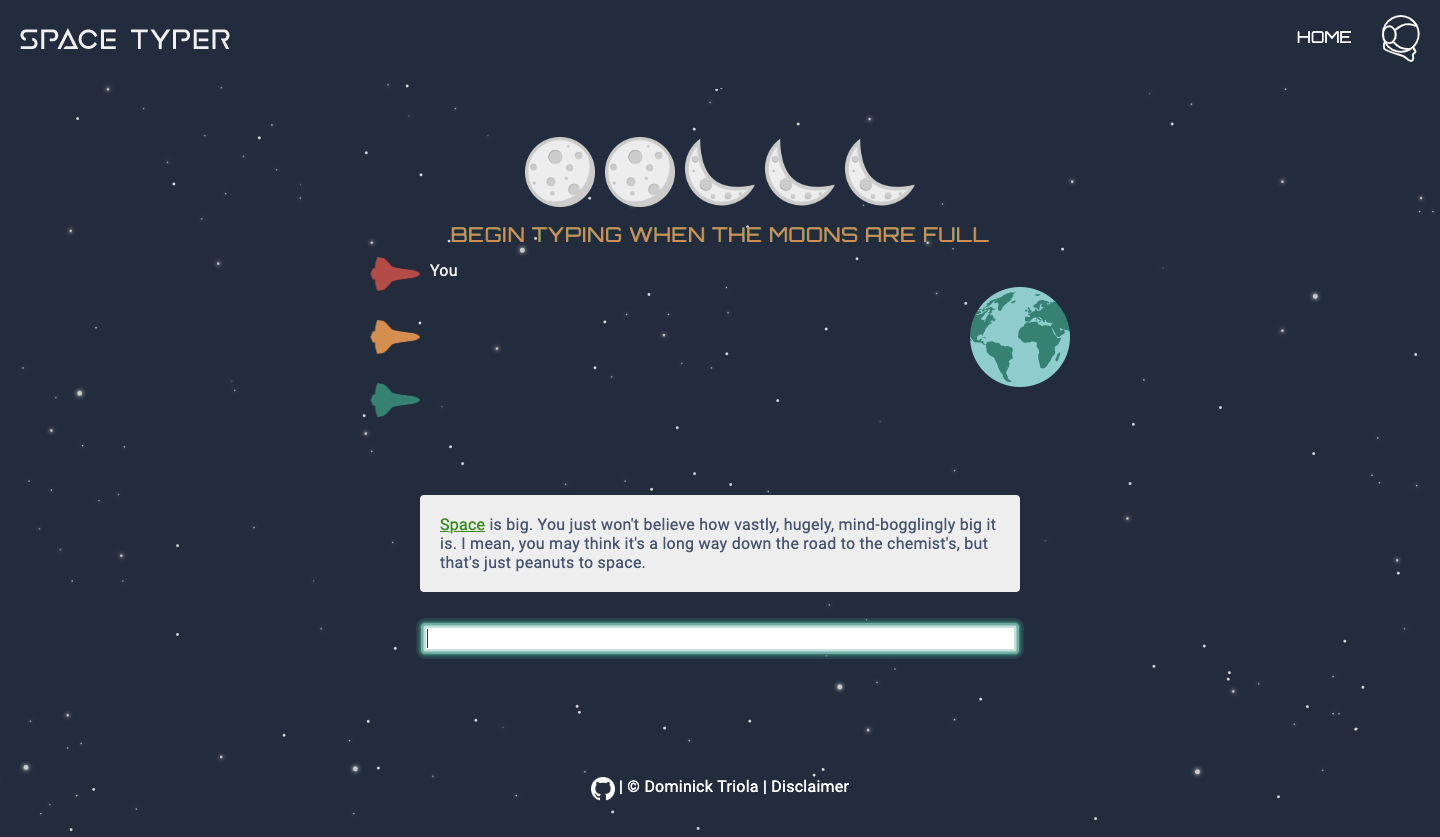 SPACE TYPER
HOME
BEGIN TYPING WHEN THE MOONS ARE FULL
You
Space is big. You just won't believe how vastly, hugely, mind-bogglingly big it
is. I mean, you may think it's a long way down the road to the chemist's, but
that's just peanuts to space.
| © Dominick Triola | Disclaimer